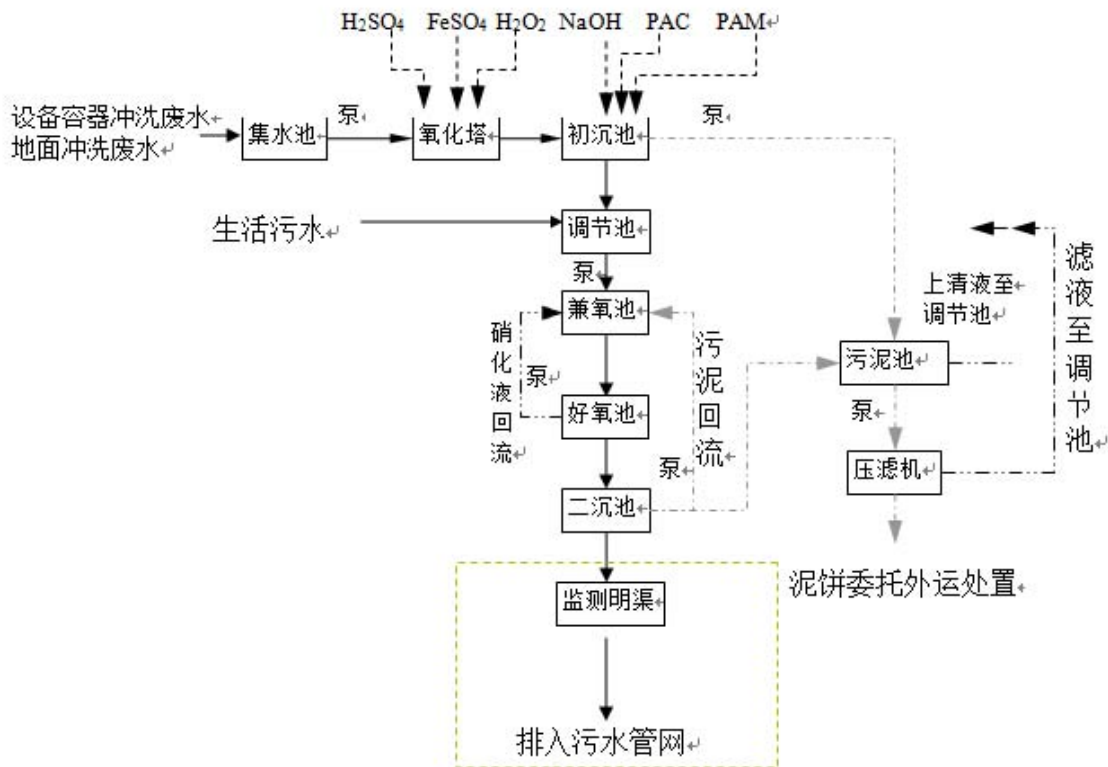 H₂SO₄ FeSO₄ H₂O₂ NaOH PAC PAM
设备容器冲洗废水
地面冲洗废水
集水池
泵
氧化塔
初沉池
泵
生活污水
调节池
泵
兼氧池
硝化液回流
泵
污泥回流
好氧池
泵
二沉池
上清液至
调节池
滤液至调节池
污泥池
泵
压滤机
泥饼委托外运处置
监测明渠
排入污水管网